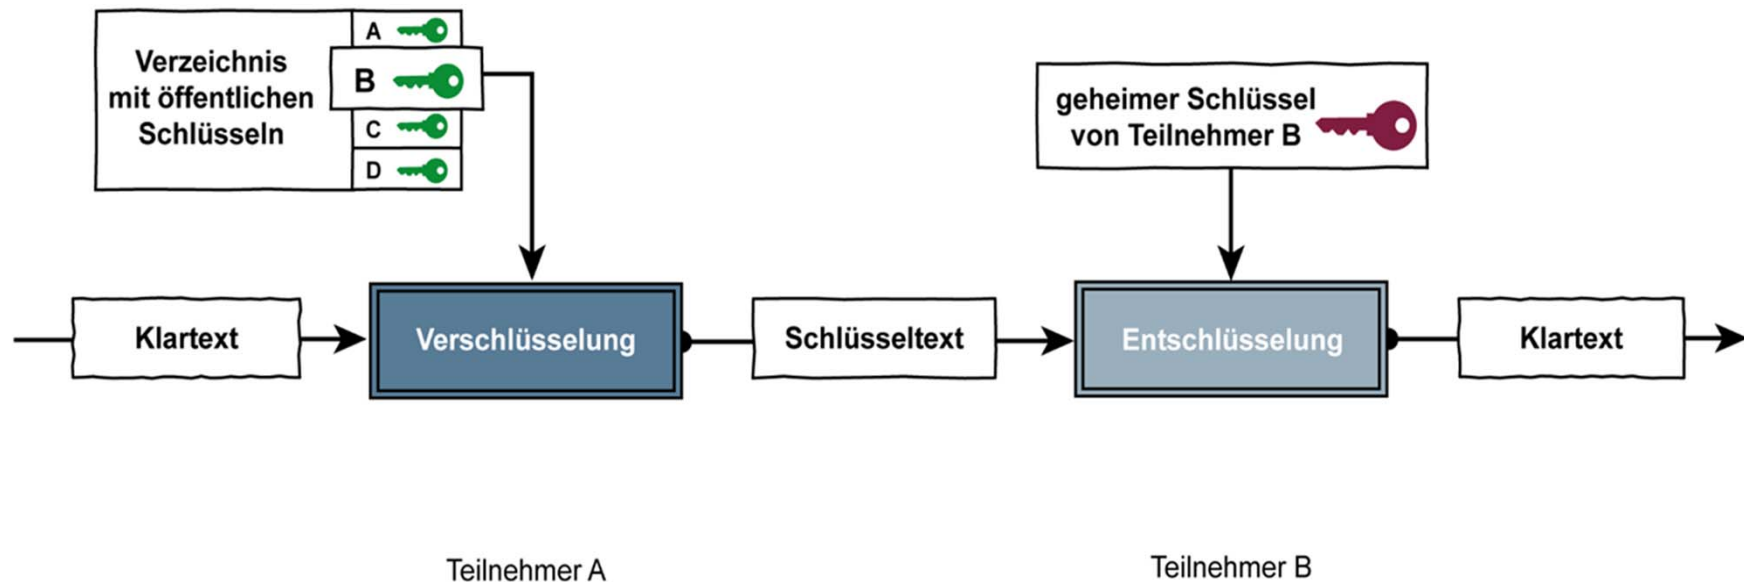 Verzeichnis
mit öffentlichen
Schlüsseln
A
B
C
D
geheimer Schlüssel
von Teilnehmer B
Klartext
Verschlüsselung
Schlüsseltext
Entschlüsselung
Klartext
Teilnehmer A
Teilnehmer B